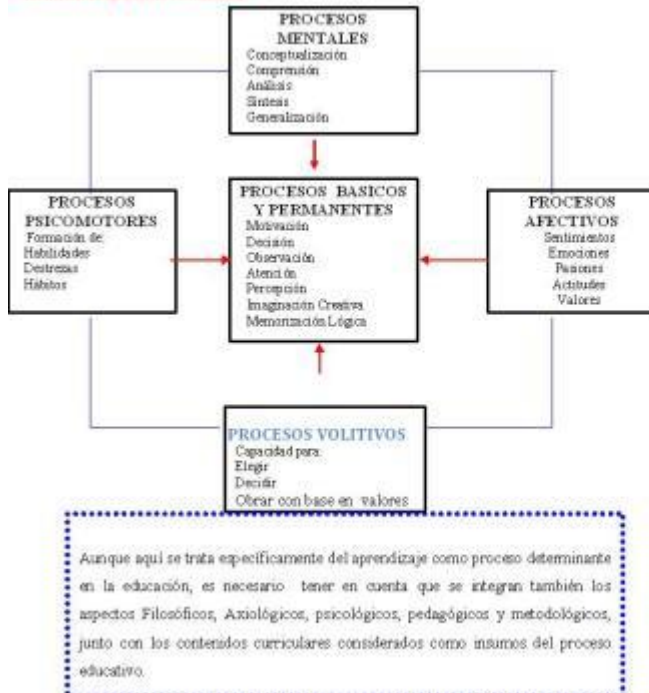 PROCESOS
MENTALES
Conceptualización
Comprensión
Análisis
Síntesis
Generalización
PROCESOS
PSICOMOTORES
Formación de
Habilidades
Destrezas
Hábitos
PROCESOS BASICOS
Y PERMANENTES
Motivación
Decisión
Observación
Atención
Percepción
Imaginación Creativa
Memorización Lógica
PROCESOS
AFECTIVOS
Sentimientos
Emociones
Pasiones
Actitudes
Valores
PROCESOS VOLITIVOS
Capacidad para:
Elegir
Decidir
Obrar con base en valores
Aunque aquí se trata específicamente del aprendizaje como proceso determinante
en la educación, es necesario tener en cuenta que se integran también los
aspectos Filosóficos, Axiológicos, psicológicos, pedagógicos y metodológicos,
junto con los contenidos curriculares considerados como insumos del proceso
educativo.